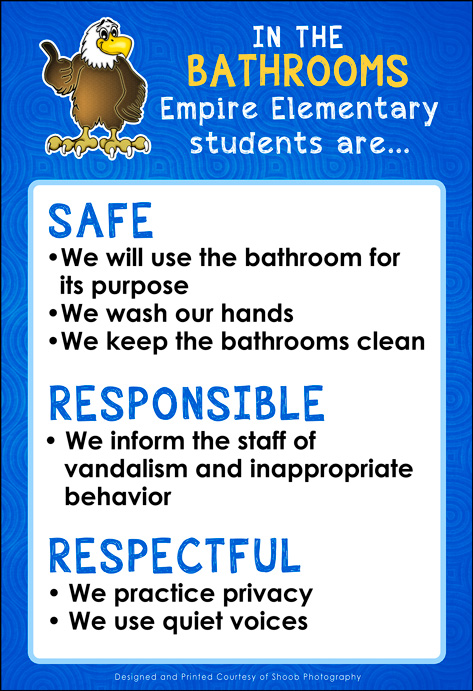 IN THE
BATHROOMS
Empire Elementary
students are...
SAFE
•We will use the bathroom for
its purpose
•We wash our hands
•We keep the bathrooms clean
RESPONSIBLE
• We inform the staff of
vandalism and inappropriate
behavior
RESPECTFUL
• We practice privacy
• We use quiet voices
Designed and Printed Courtesy of Shoob Photography